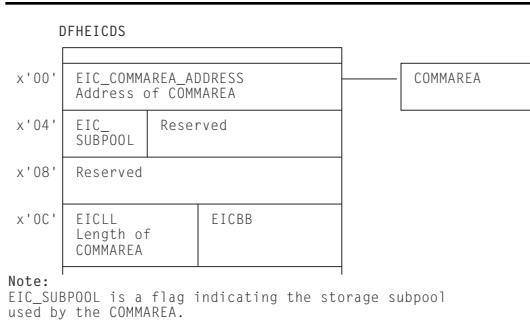 DFHEICDS
x'00' EIC_COMMAREA_ADDRESS COMMAREA
Address of COMMAREA
x'04' EIC_ Reserved
SUBPOOL
x'08' Reserved
x'0C' EICLL EICBB
Length of
COMMAREA
Note:
EIC_SUBPOOL is a flag indicating the storage subpool
used by the COMMAREA.